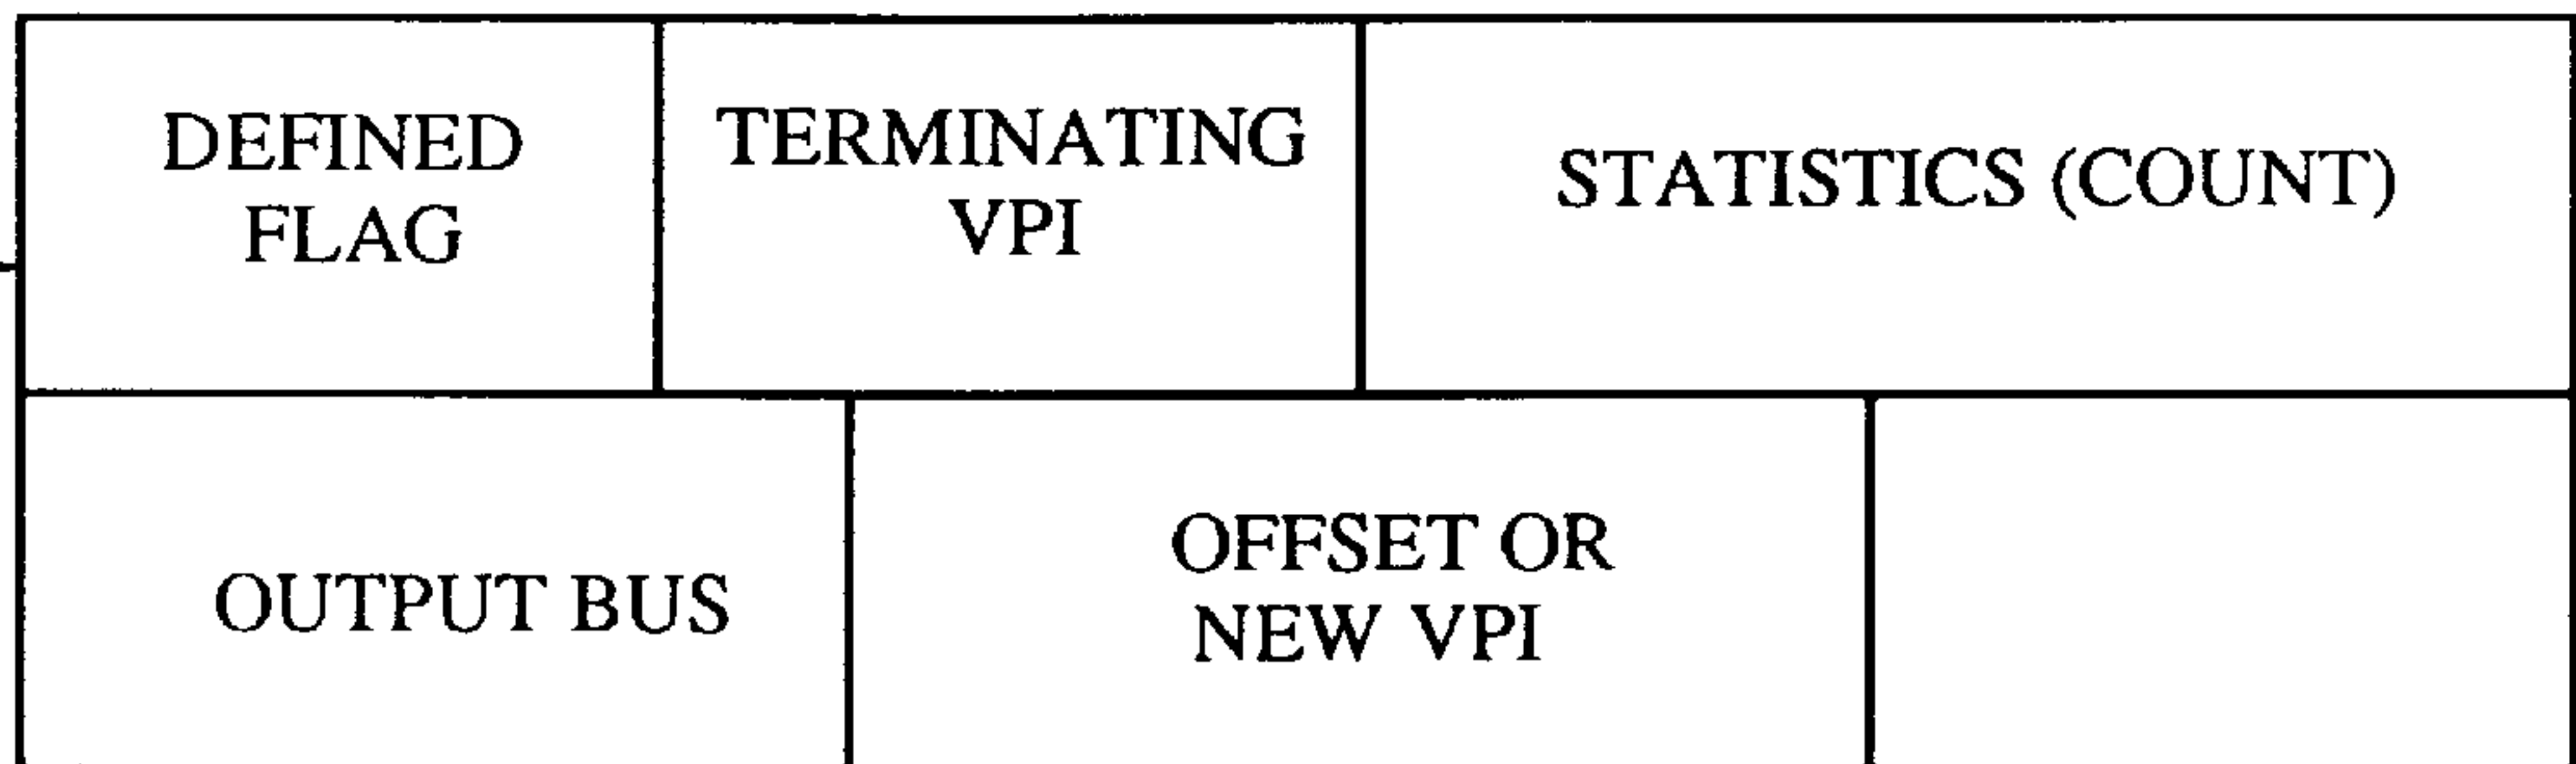 DEFINED
FLAG
TERMINATING
VPI
STATISTICS (COUNT)
OUTPUT BUS
OFFSET OR
NEW VPI